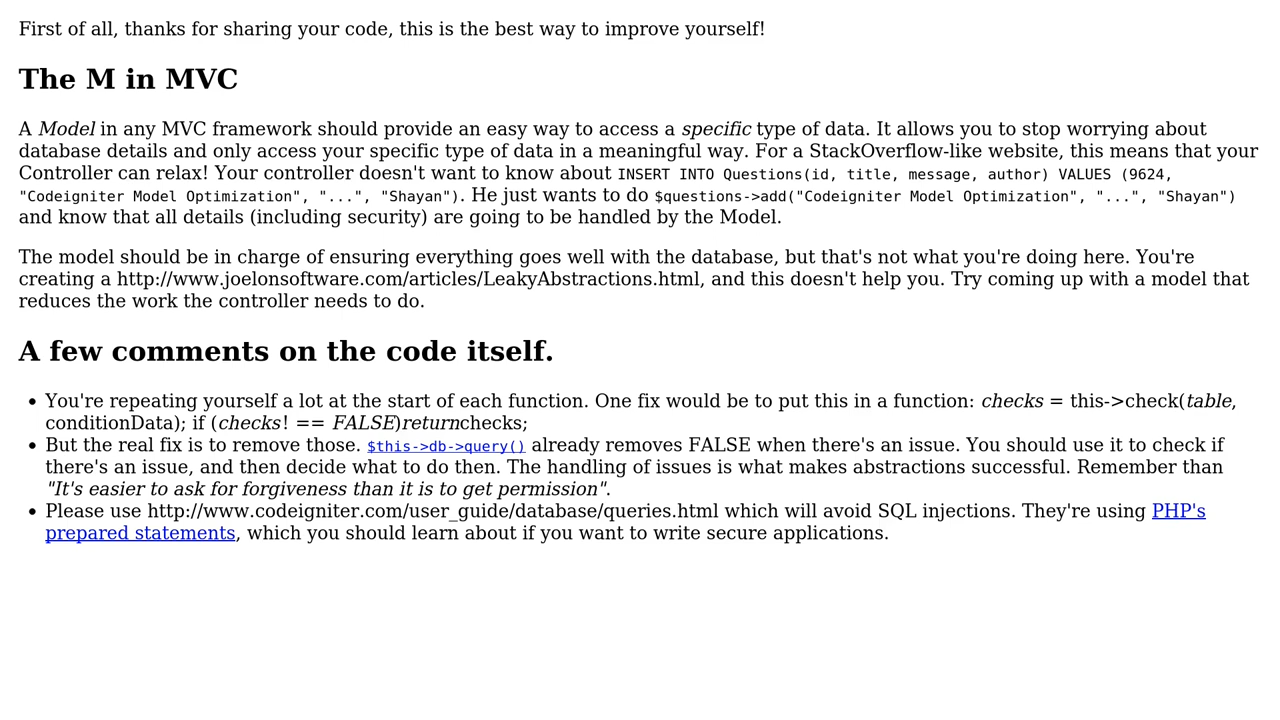 First of all, thanks for sharing your code, this is the best way to improve yourself!
The M in MVC
A Model in any MVC framework should provide an easy way to access a specific type of data. It allows you to stop worrying about
database details and only access your specific type of data in a meaningful way. For a StackOverflow-like website, this means that your
Controller can relax! Your controller doesn't want to know about INSERT INTO Questions(id, title, message, author) VALUES (9624,
"Codeigniter Model Optimization", "...", "Shayan"). He just wants to do $questions->add("Codeigniter Model Optimization", "...", "Shayan")
and know that all details (including security) are going to be handled by the Model.
The model should be in charge of ensuring everything goes well with the database, but that's not what you're doing here. You're
creating a http://www.joelonsoftware.com/articles/LeakyAbstractions.html, and this doesn't help you. Try coming up with a model that
reduces the work the controller needs to do.
A few comments on the code itself.
• You're repeating yourself a lot at the start of each function. One fix would be to put this in a function: checks = this->check(table,
conditionData); if (checks! == FALSE)returnchecks;
• But the real fix is to remove those. $this->db->query() already removes FALSE when there's an issue. You should use it to check if
there's an issue, and then decide what to do then. The handling of issues is what makes abstractions successful. Remember than
"It's easier to ask for forgiveness than it is to get permission".
• Please use http://www.codeigniter.com/user_guide/database/queries.html which will avoid SQL injections. They're using PHP's
prepared statements, which you should learn about if you want to write secure applications.